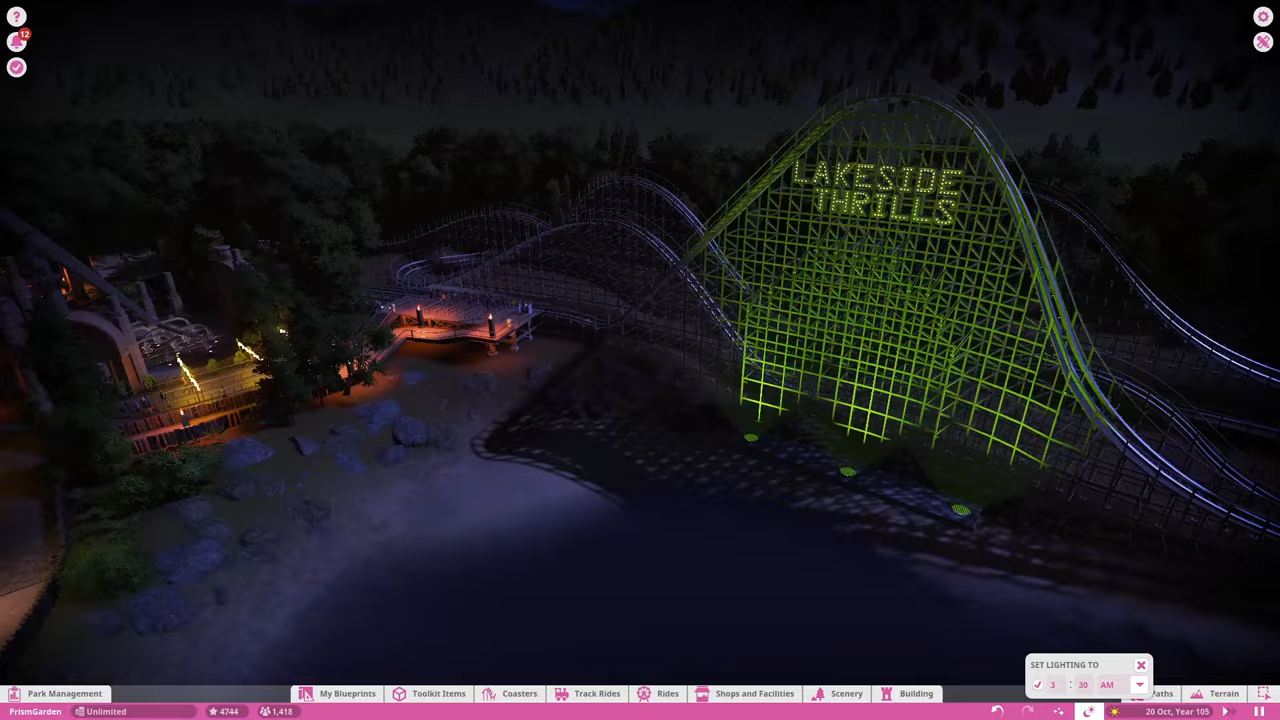 ?
12
LAKESIDE
THRILLS
SET LIGHTING TO
3 : 30 AM
Park Management
My Blueprints
Toolkit Items
Coasters
Track Rides
Rides
Shops and Facilities
Scenery
Building
Paths
Terrain
PrismGarden
Unlimited
4744
1,418
20 Oct, Year 105